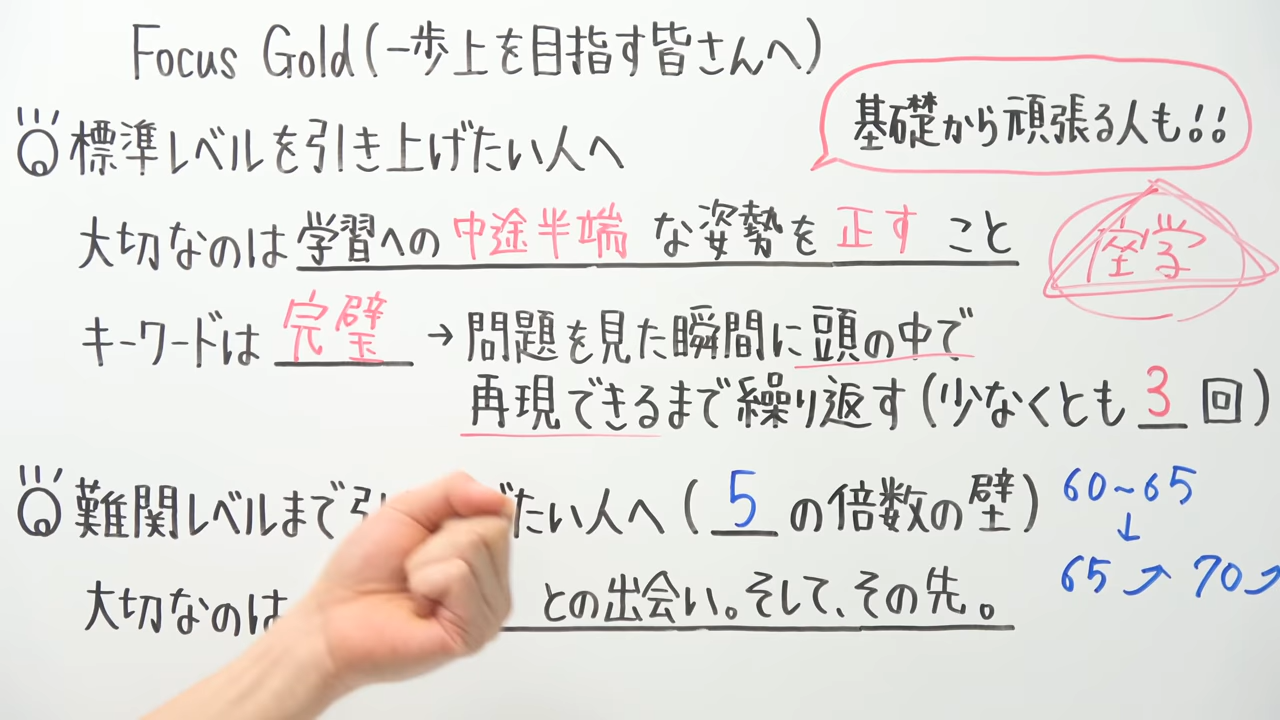 Focus Gold(一歩上を目指す皆さんへ)
基礎から頑張る人も!!
標準レベルを引き上げたい人へ
大切なのは学習への中途半端な姿勢を正すこと
座学
キーワードは完璧→問題を見た瞬間に頭の中で
再現できるまで繰り返す(少なくとも3回)
難関レベルまで引 げたい人へ(5の倍数の壁)
60~65
↓
65↗70↗
大切なのは との出会い。そして、その先。